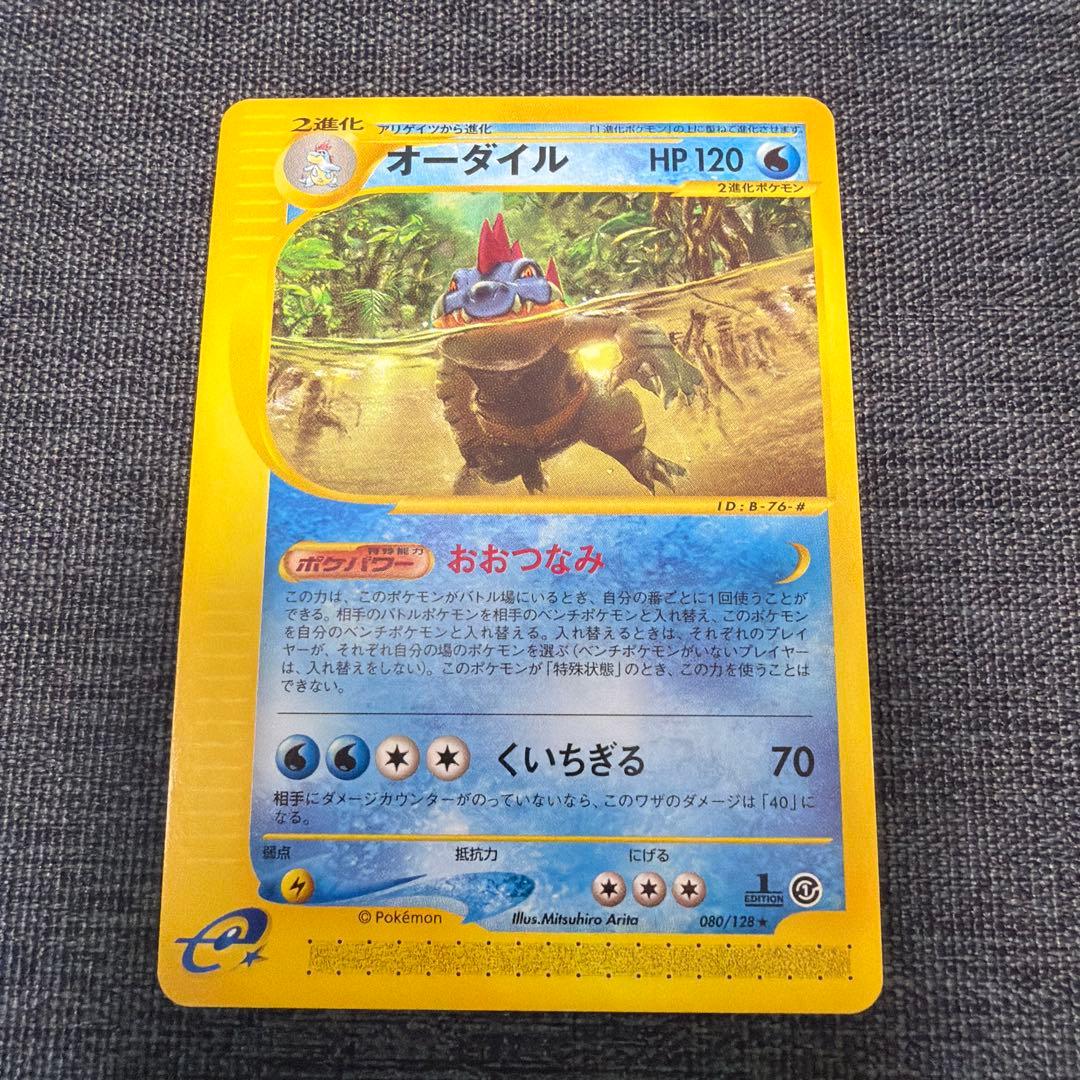 2進化
アリゲイツから進化
「1進化ポケモン」の上に重ねて進化させます。
オーダイル
HP 120
2進化ポケモン
ID : B-76-#
特殊能力
ポケパワー
おおつなみ
この力は、このポケモンがバトル場にいるとき、自分の番ごとに1回使うことが
できる。相手のバトルポケモンを相手のベンチポケモンと入れ替え、このポケモン
を自分のベンチポケモンと入れ替える。入れ替えるときは、それぞれのプレイ
ヤーが、それぞれ自分の場のポケモンを選ぶ（ベンチポケモンがいないプレイヤー
は、入れ替えをしない）。このポケモンが「特殊状態」のとき、この力を使うことは
できない。
くいちぎる
70
相手にダメージカウンターがのっていないなら、このワザのダメージは「40」に
なる。
弱点
抵抗力
にげる
1
EDITION
© Pokémon
Illus.Mitsuhiro Arita
080/128★
e